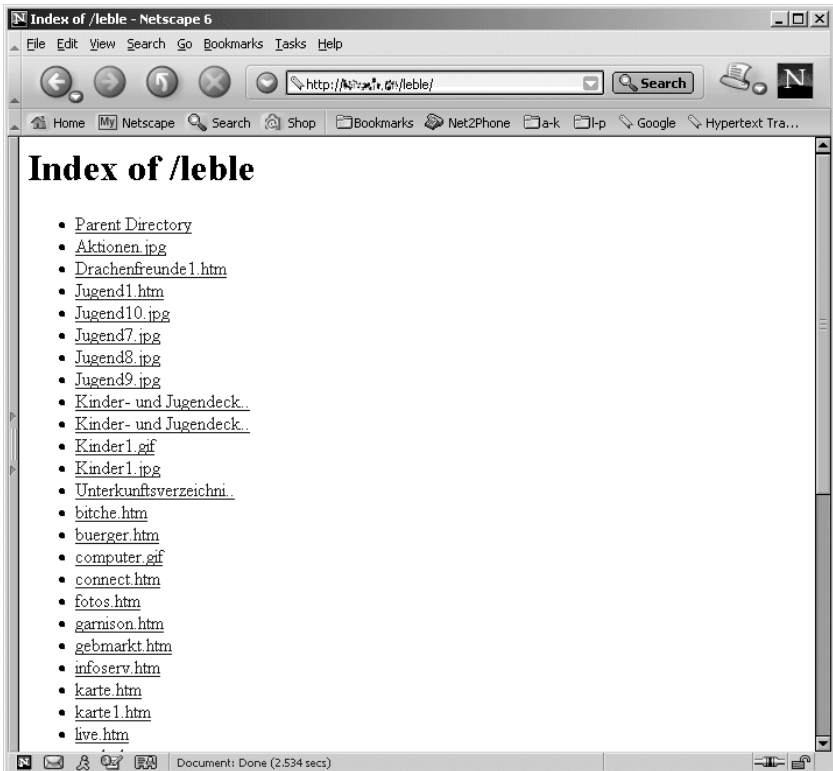 Index of /leble - Netscape 6
File Edit View Search Go Bookmarks Tasks Help
http:// /leble/ Search N
Home My Netscape Search Shop Bookmarks Net2Phone a-k l-p Google Hypertext Tra...
Index of /leble
Parent Directory
Aktionen.jpg
Drachenfreunde1.htm
Jugend1.htm
Jugend10.jpg
Jugend7.jpg
Jugend8.jpg
Jugend9.jpg
Kinder- und Jugendeck..
Kinder- und Jugendeck..
Kinder1.gif
Kinder1.jpg
Unterkunftsverzeichni..
bitche.htm
buerger.htm
computer.gif
connect.htm
fotos.htm
garnison.htm
gebmarkt.htm
infoserv.htm
karte.htm
karte1.htm
live.htm
Document: Done (2.534 secs)